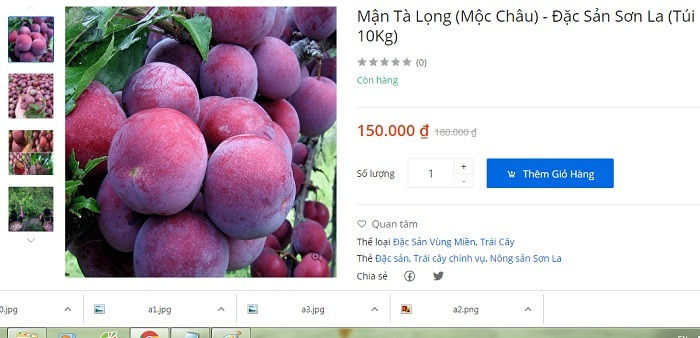 Mận Tà Lọng (Mộc Châu) - Đặc Sản Sơn La (Túi
10Kg)
(0)
Còn hàng
150.000 ₫ 180.000 ₫
Số lượng 1 + -
Thêm Giỏ Hàng
Quan tâm
Thể loại Đặc Sản Vùng Miền, Trái Cây
Thẻ Đặc sản, Trái cây chính vụ, Nông sản Sơn La
Chia sẻ
0.jpg a1.jpg a3.jpg a2.png